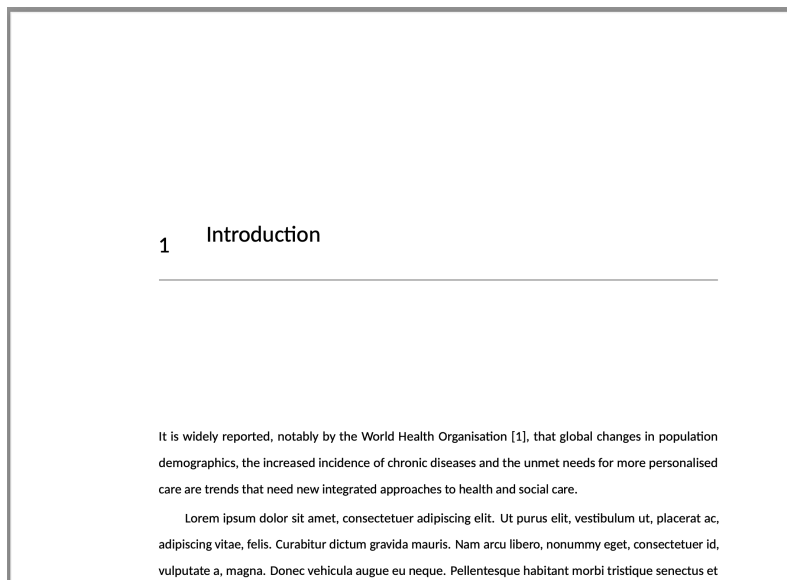 1 Introduction
It is widely reported, notably by the World Health Organisation [1], that global changes in population
demographics, the increased incidence of chronic diseases and the unmet needs for more personalised
care are trends that need new integrated approaches to health and social care.
Lorem ipsum dolor sit amet, consectetuer adipiscing elit. Ut purus elit, vestibulum ut, placerat ac,
adipiscing vitae, felis. Curabitur dictum gravida mauris. Nam arcu libero, nonummy eget, consectetuer id,
vulputate a, magna. Donec vehicula augue eu neque. Pellentesque habitant morbi tristique senectus et